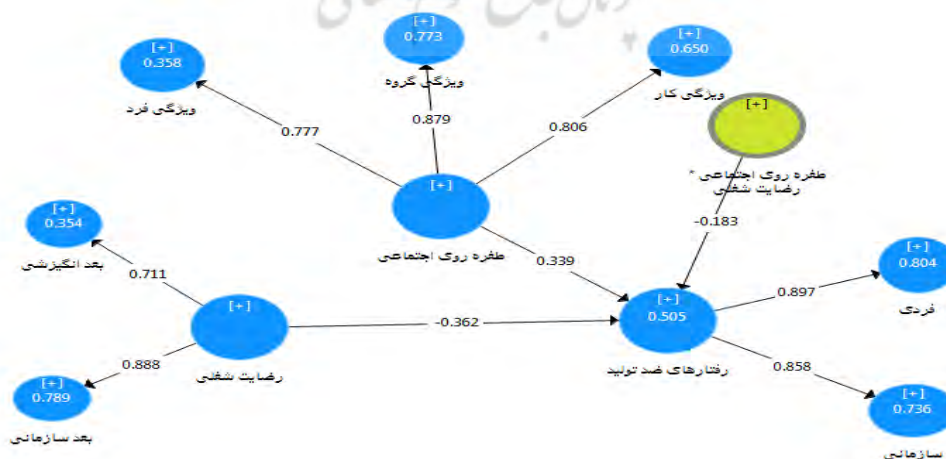 [+]
0.358
ویژگی فرد
[+]
0.773
ویژگی گروه
[+]
0.650
ویژگی کار
[+]
طفره روی اجتماعی *
رضایت شغلی
0.777
0.879
0.806
-0.183
[+]
طفره روی اجتماعی
0.339
[+]
0.354
بعد انگیزشی
0.711
[+]
رضایت شغلی
-0.362
0.888
[+]
0.789
بعد سازمانی
[+]
0.505
رفتارهای ضد تولید
0.897
[+]
0.804
فردی
0.858
[+]
0.736
سازمانی